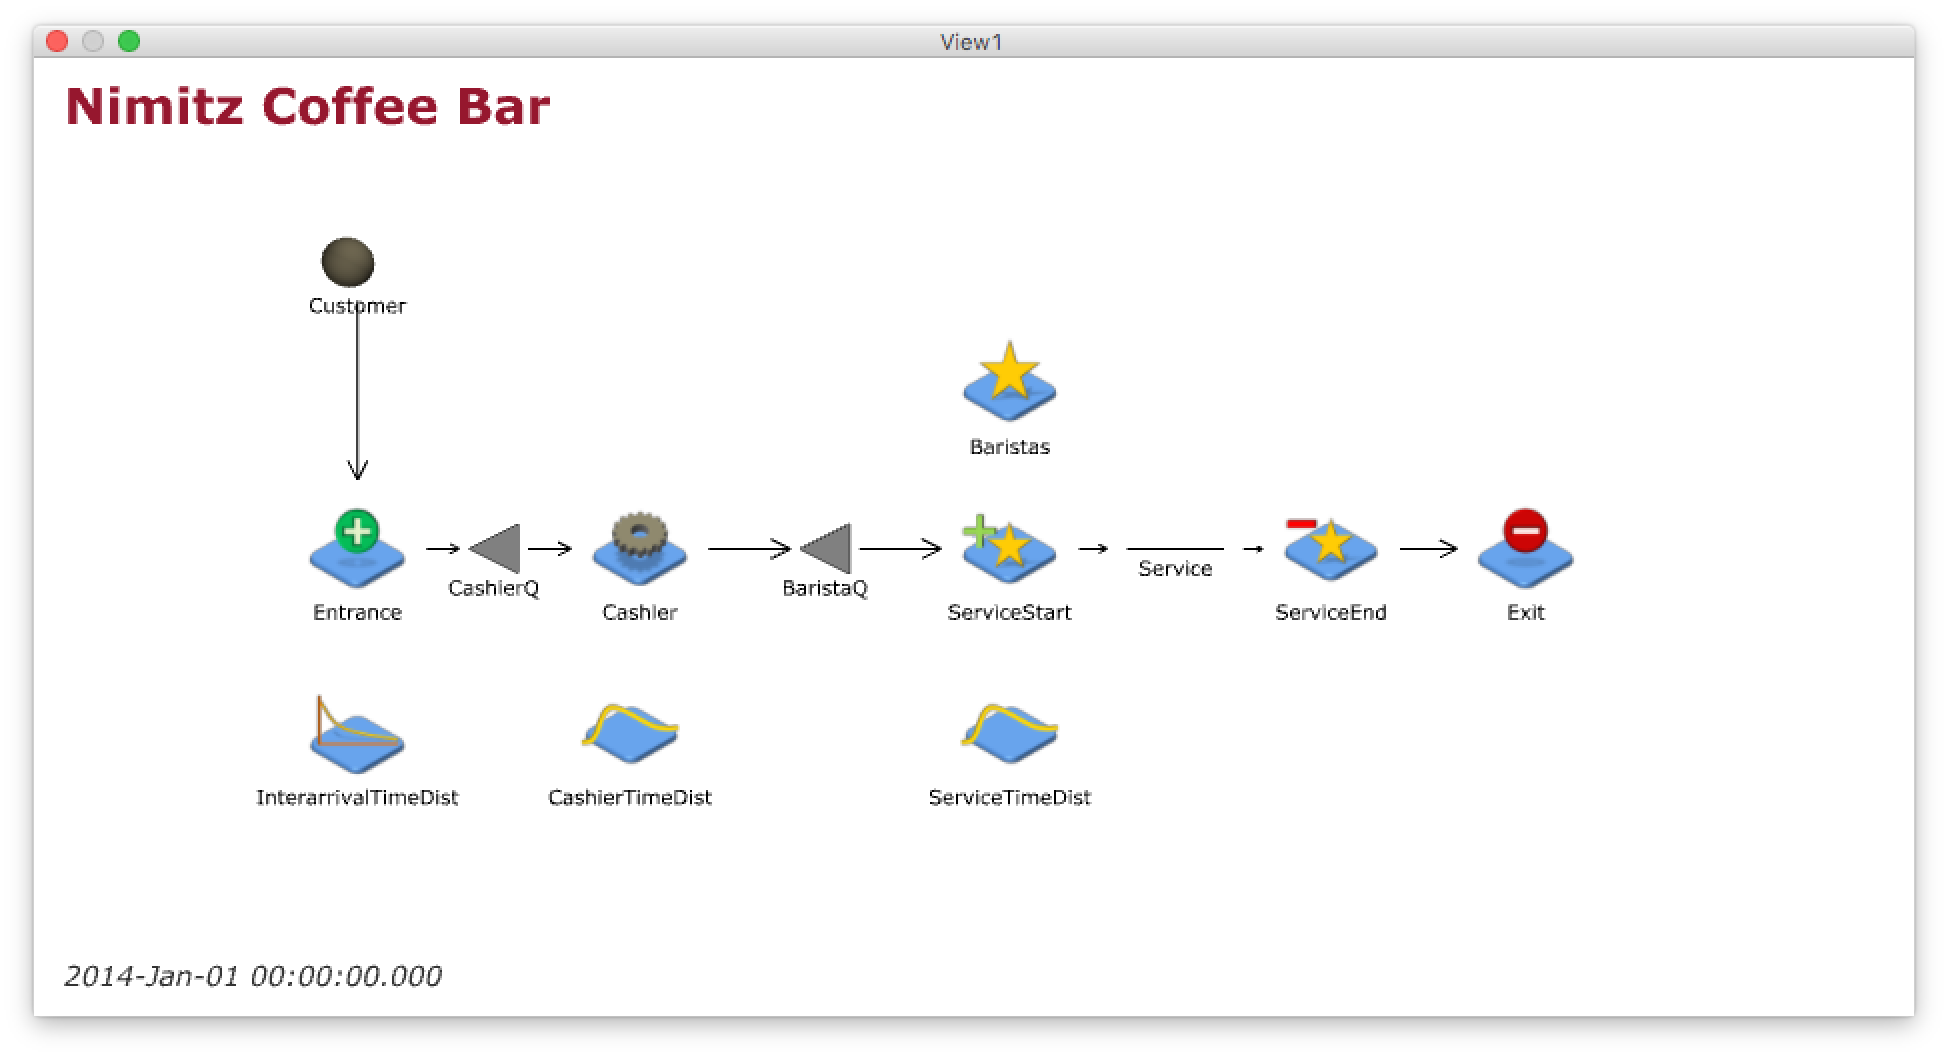 View1
Nimitz Coffee Bar
Customer
Baristas
CashierQ
BaristaQ
Service
Entrance
Cashier
ServiceStart
ServiceEnd
Exit
InterarrivalTimeDist
CashierTimeDist
ServiceTimeDist
2014-Jan-01 00:00:00.000